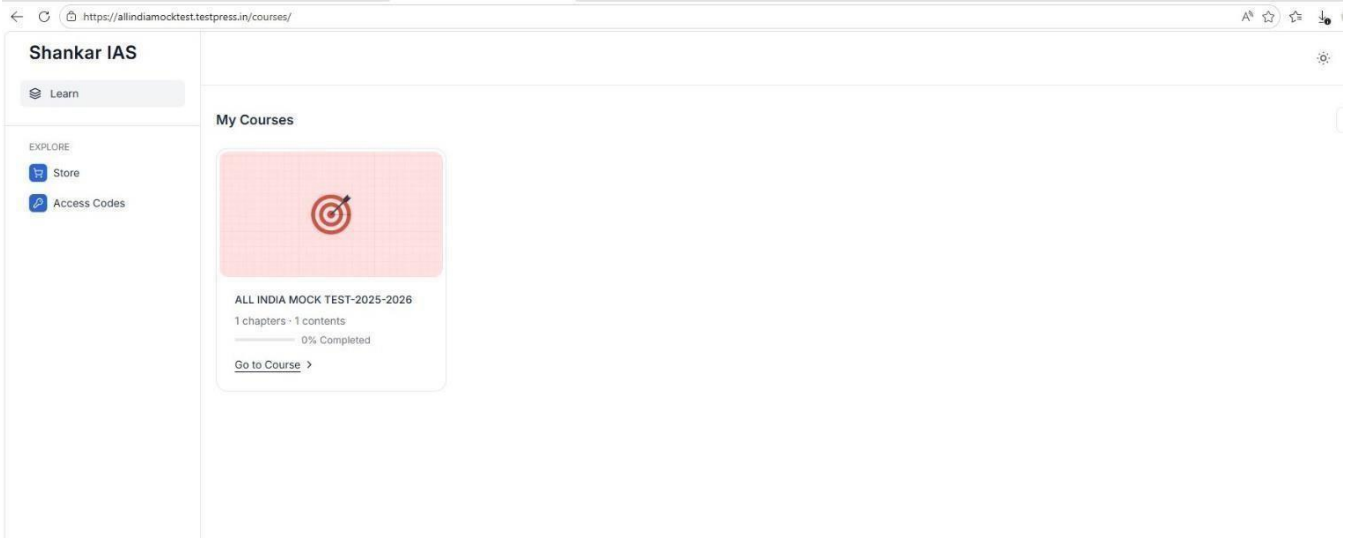 https://allindiamocktest.testpress.in/courses/
Shankar IAS
Learn
EXPLORE
Store
Access Codes
My Courses
ALL INDIA MOCK TEST-2025-2026
1 chapters · 1 contents
0% Completed
Go to Course >